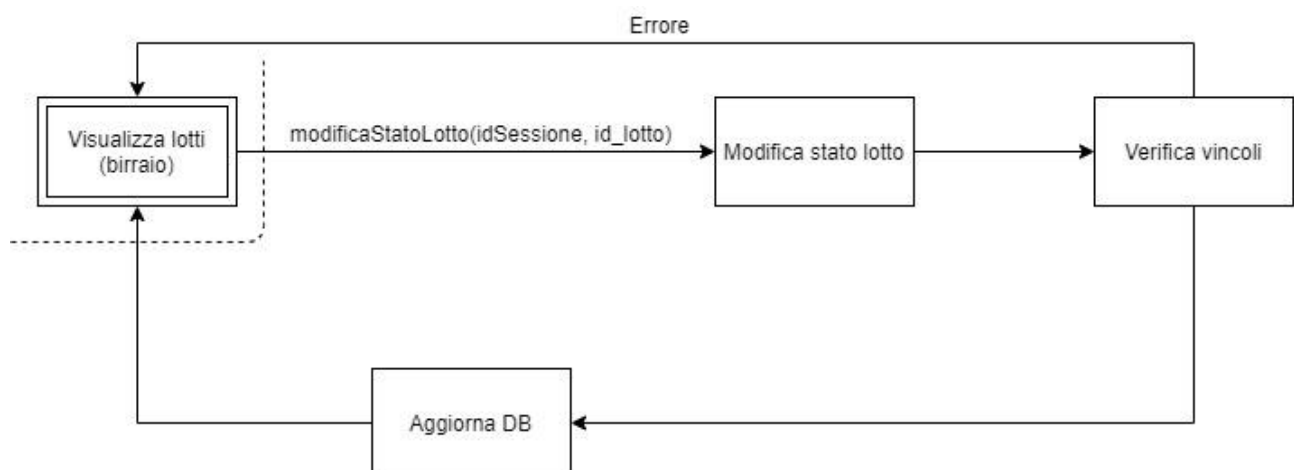 Errore
Visualizza lotti
(birraio)
modificaStatoLotto(idSessione, id_lotto)
Modifica stato lotto
Verifica vincoli
Aggiorna DB